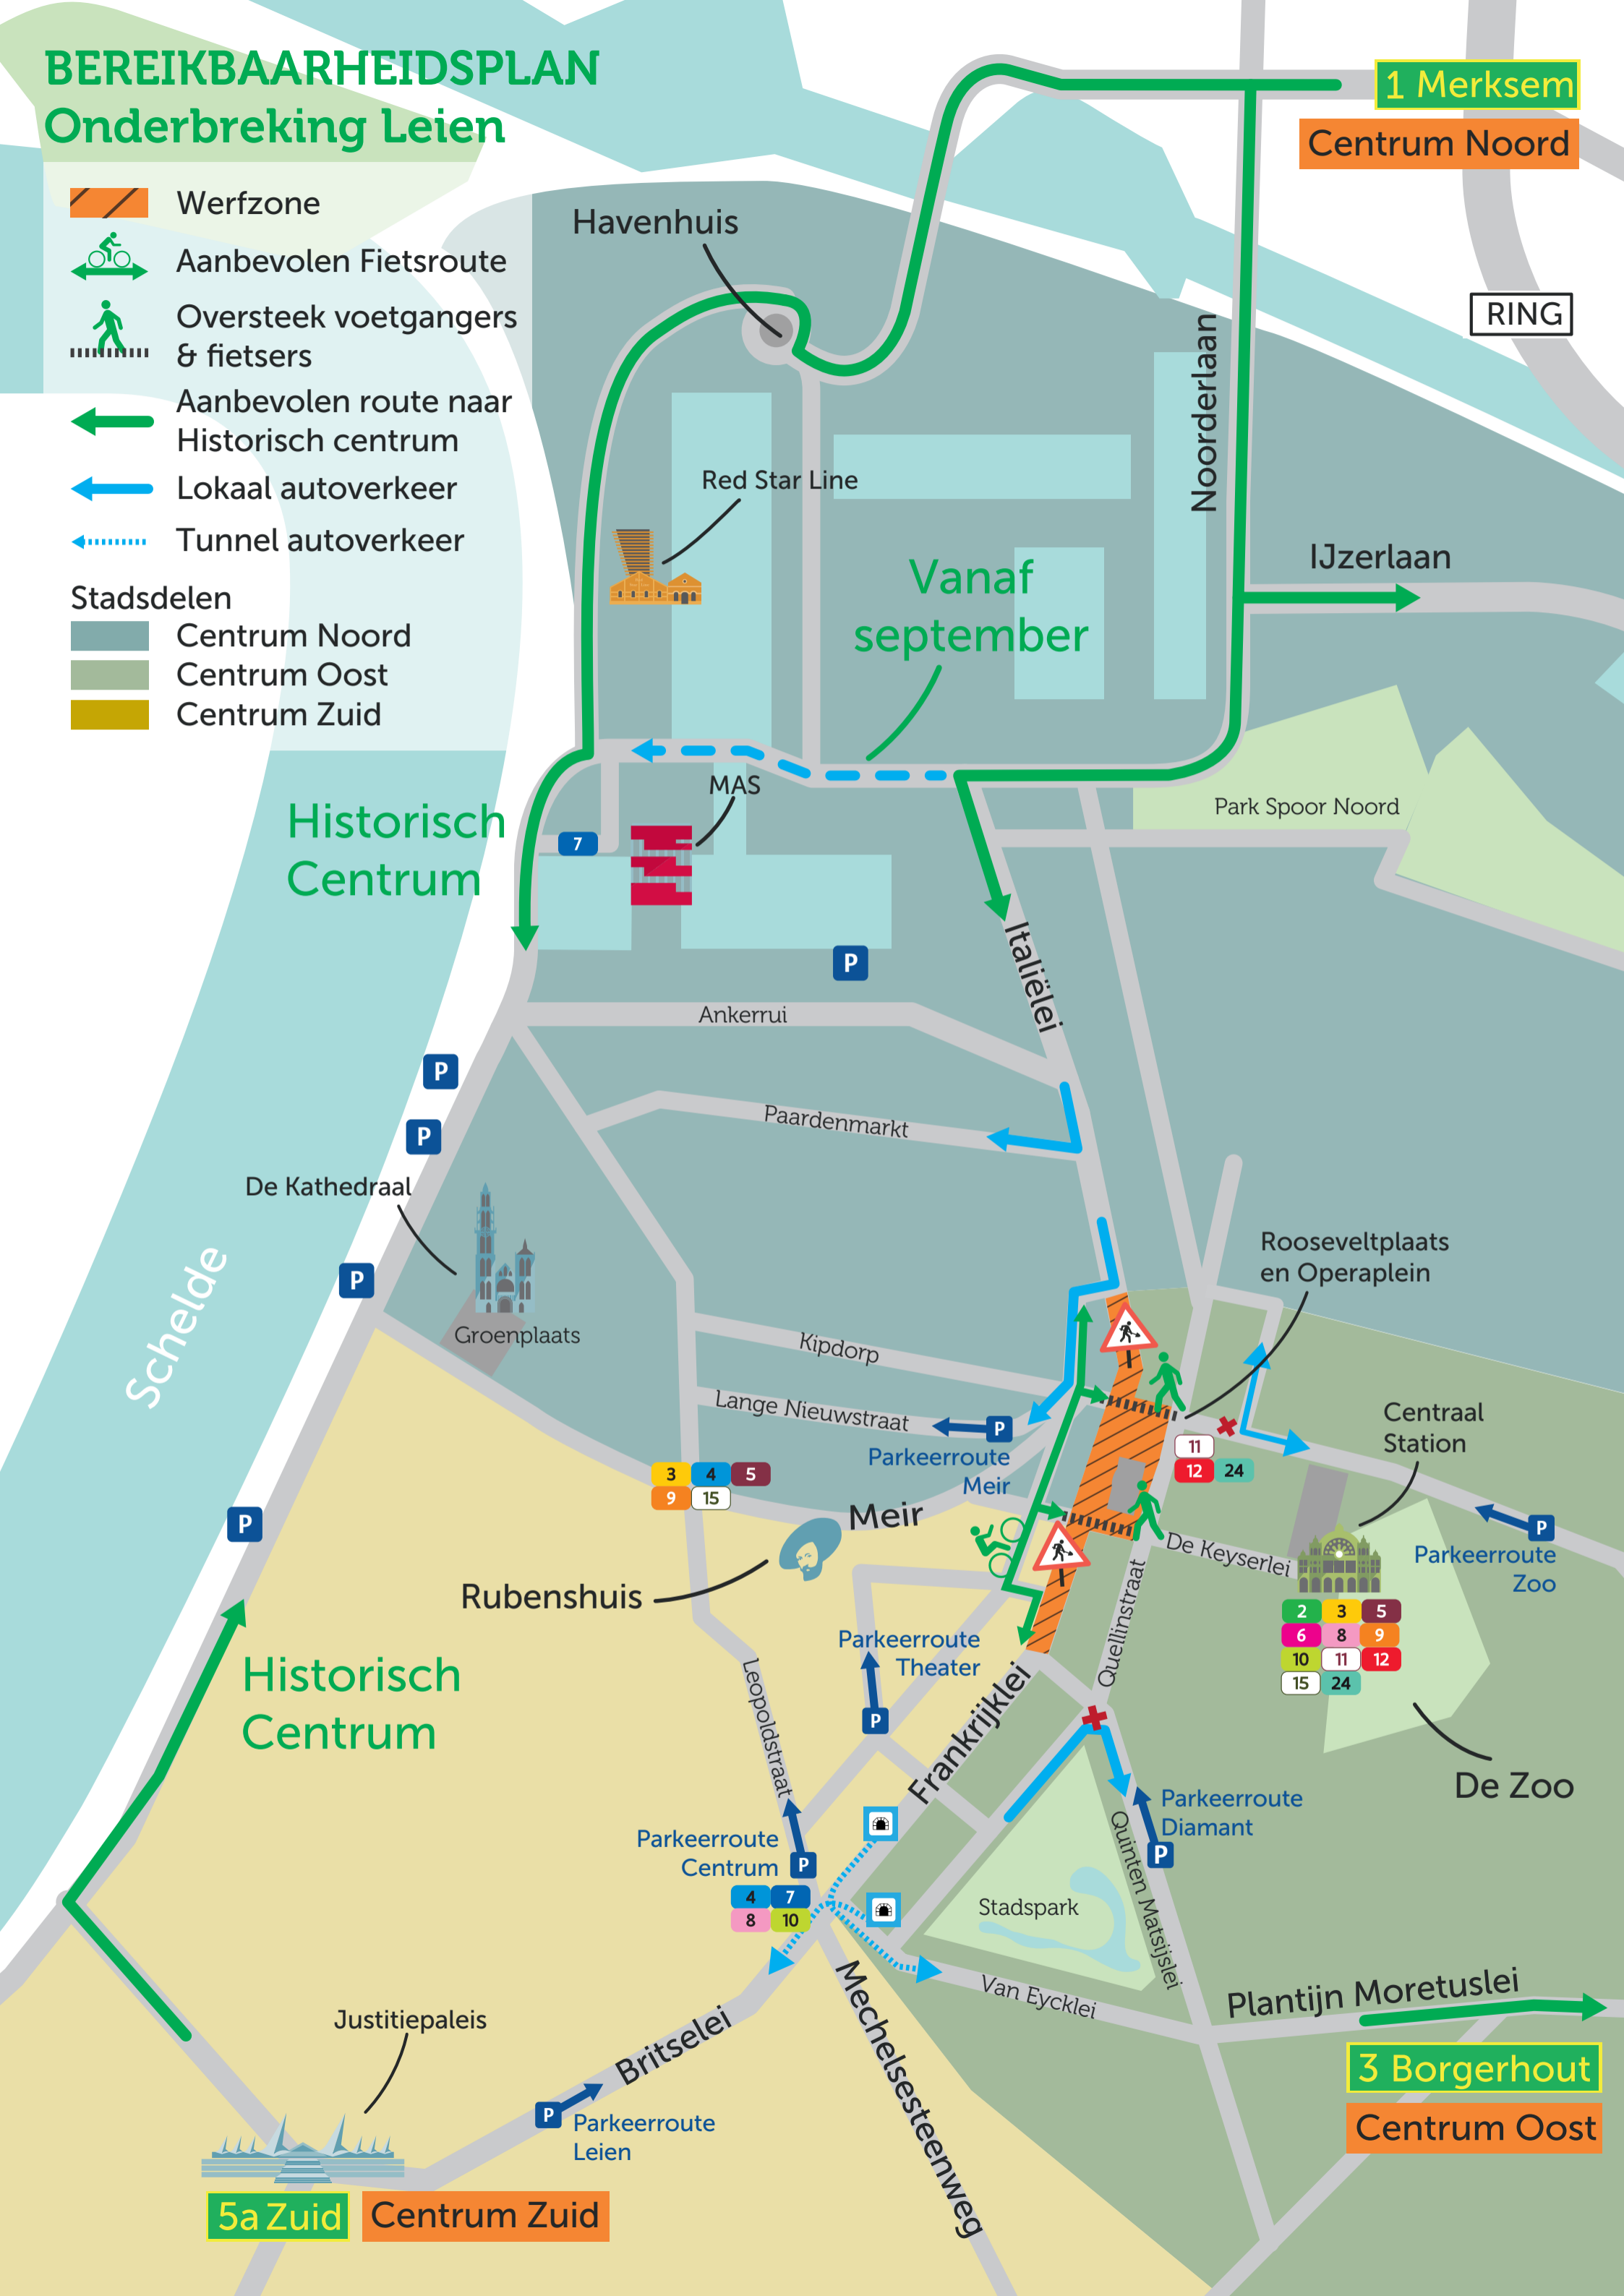 BEREIKBAARHEIDSPLAN
Onderbreking Leien
Werfzone
Aanbevolen Fietsroute
Oversteek voetgangers
& fietsers
Aanbevolen route naar
Historisch centrum
Lokaal autoverkeer
Tunnel autoverkeer
Stadsdelen
Centrum Noord
Centrum Oost
Centrum Zuid
1 Merksem
Centrum Noord
RING
Havenhuis
Noorderlaan
Red Star Line
IJzerlaan
Vanaf
september
MAS
Park Spoor Noord
Historisch
Centrum
7
Italiëlei
P
Ankerrui
P
Paardenmarkt
P
De Kathedraal
Schelde
P
Groenplaats
Rooseveltplaats
en Operaplein
Kipdorp
Lange Nieuwstraat
P
Parkeerroute
Meir
Centraal
Station
11
12 24
3 4 5
9 15
Meir
P
De Keyserlei
P
Parkeerroute
Zoo
Rubenshuis
Quellinstraat
2 3 5
6 8 9
10 11 12
15 24
Parkeerroute
Theater
P
Historisch
Centrum
Leopoldstraat
Frankrijklei
De Zoo
Parkeerroute
Diamant
P
Parkeerroute
Centrum
P
4 7
8 10
Quinten Matsijslei
Stadspark
Van Eycklei
Mechelsesteenweg
Plantijn Moretuslei
3 Borgerhout
Centrum Oost
Justitiepaleis
Britselei
P
Parkeerroute
Leien
5a Zuid
Centrum Zuid